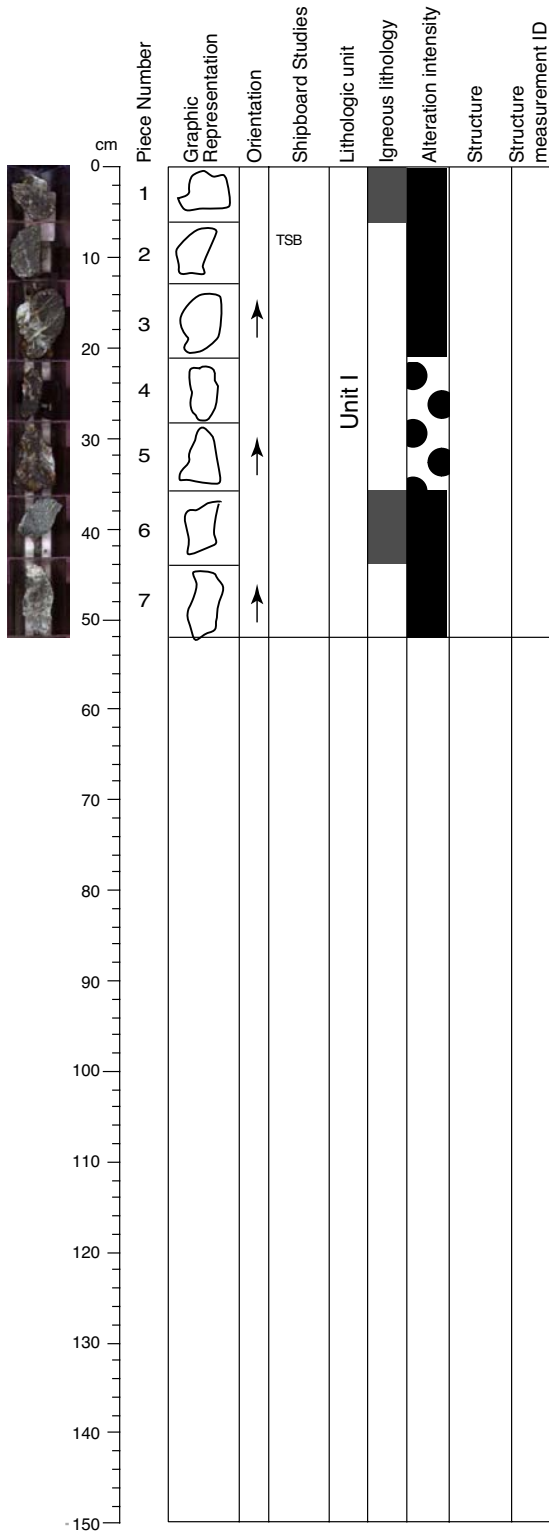 cm
Piece Number
Graphic
Representation
Orientation
Shipboard Studies
Lithologic unit
Igneous lithology
Alteration intensity
Structure
Structure
measurement ID
0
10
20
30
40
50
60
70
80
90
100
110
120
130
140
150
1
2
3
4
5
6
7
TSB
Unit I